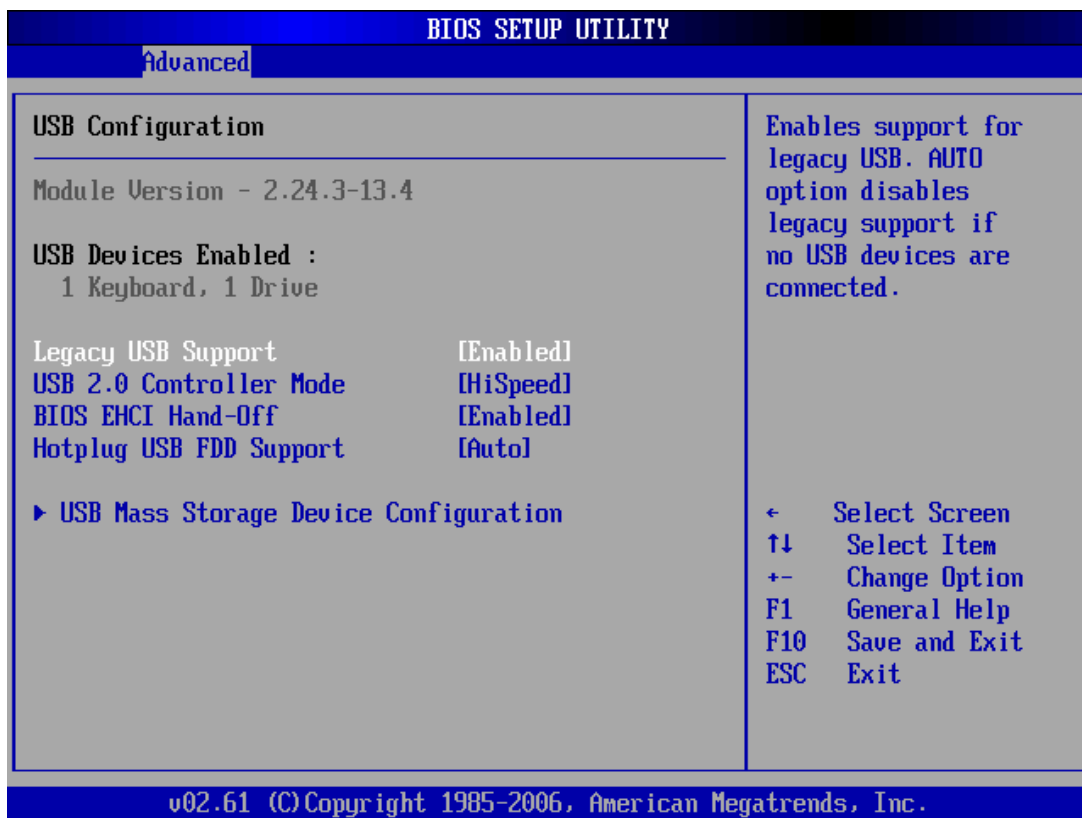 BIOS SETUP UTILITY
Advanced
USB Configuration
Module Version - 2.24.3-13.4
USB Devices Enabled :
1 Keyboard, 1 Drive
Legacy USB Support [Enabled]
USB 2.0 Controller Mode [HiSpeed]
BIOS EHCI Hand-Off [Enabled]
Hotplug USB FDD Support [Auto]
▶ USB Mass Storage Device Configuration
Enables support for
legacy USB. AUTO
option disables
legacy support if
no USB devices are
connected.
← Select Screen
↑↓ Select Item
+- Change Option
F1 General Help
F10 Save and Exit
ESC Exit
v02.61 (C)Copyright 1985-2006, American Megatrends, Inc.